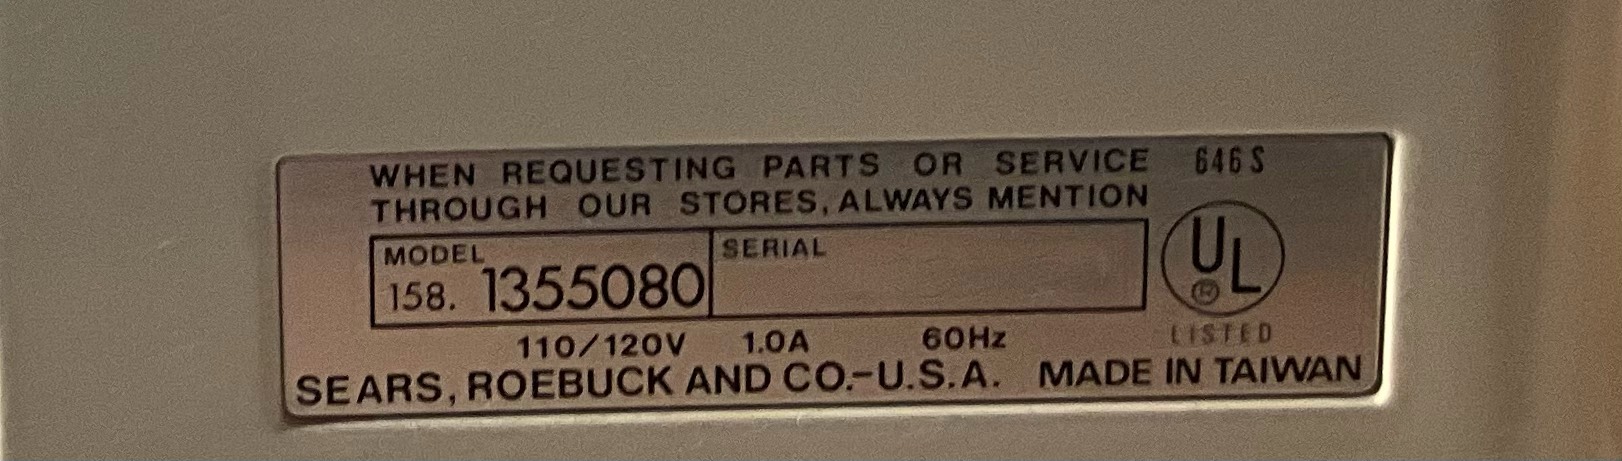 WHEN REQUESTING PARTS OR SERVICE 646 S
THROUGH OUR STORES, ALWAYS MENTION
MODEL SERIAL
158. 1355080
UL
®
LISTED
110/120V 1.0A 60Hz
SEARS, ROEBUCK AND CO.-U.S.A. MADE IN TAIWAN